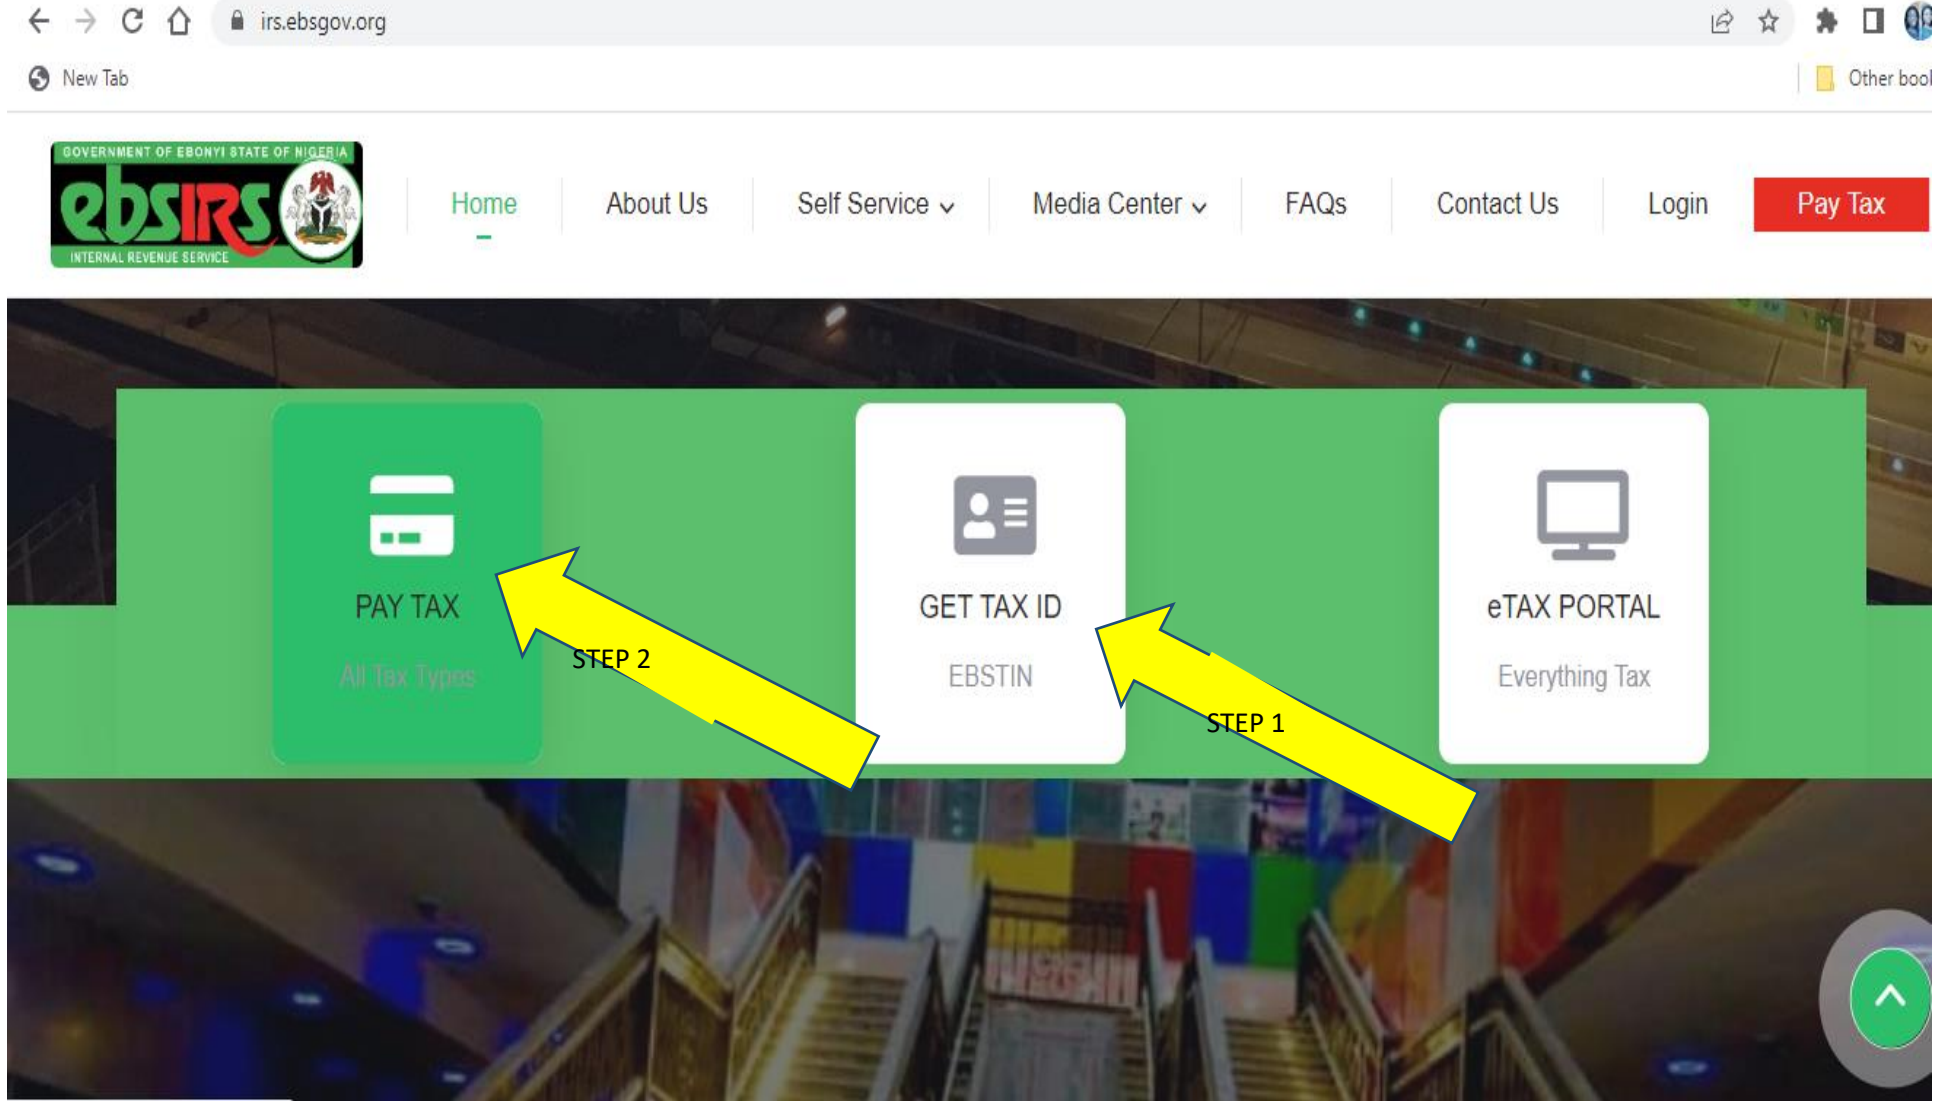 irs.ebsgov.org
New Tab
Other boo
GOVERNMENT OF EBONYI STATE OF NIGERIA
ebsIRS
INTERNAL REVENUE SERVICE
Home
About Us
Self Service
Media Center
FAQs
Contact Us
Login
Pay Tax
PAY TAX
All Tax Types
STEP 2
GET TAX ID
EBSTIN
STEP 1
eTAX PORTAL
Everything Tax